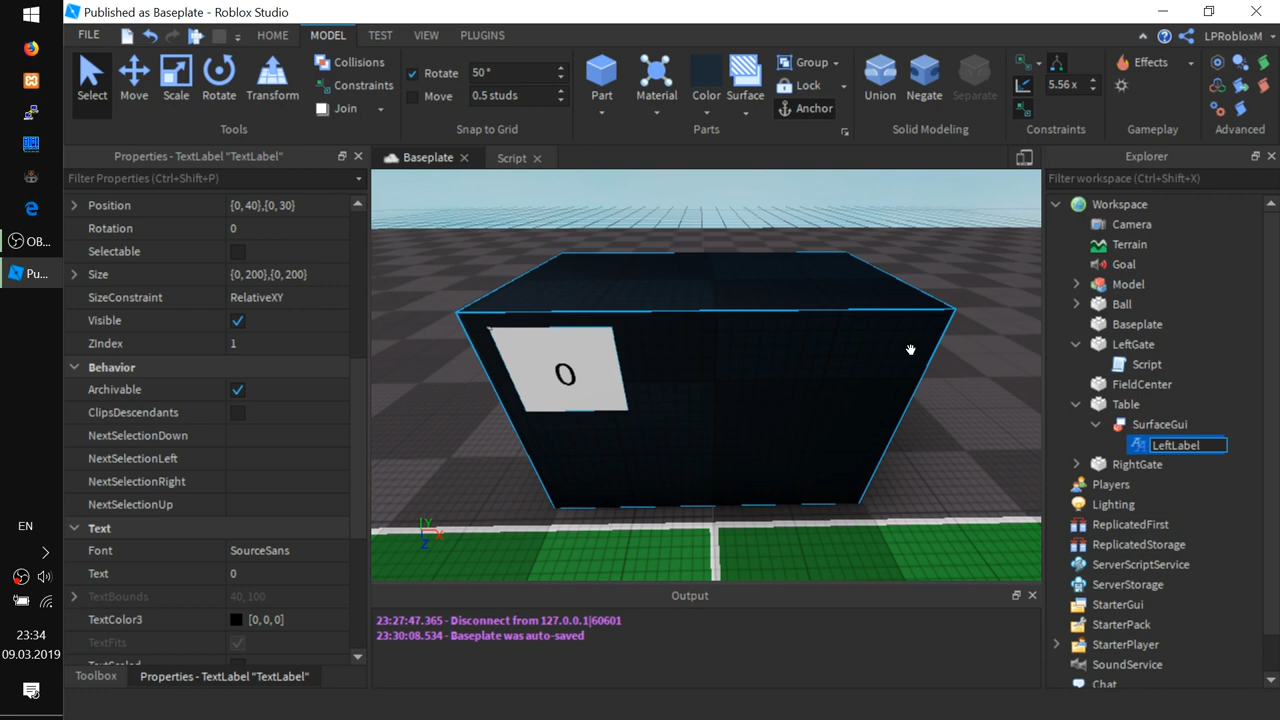 Published as Baseplate - Roblox Studio
FILE HOME MODEL TEST VIEW PLUGINS LPRobloxM
Select Move Scale Rotate Transform
Collisions
Constraints
Join
Tools
Rotate 50°
Move 0.5 studs
Snap to Grid
Part Material Color Surface
Group
Lock
Anchor
Parts
Union Negate Separate
Solid Modeling
5.56 x
Constraints
Effects
Gameplay
Advanced
Properties - TextLabel "TextLabel"
Filter Properties (Ctrl+Shift+P)
Position {0, 40},{0, 30}
Rotation 0
Selectable
Size {0, 200},{0, 200}
SizeConstraint RelativeXY
Visible
ZIndex 1
Behavior
Archivable
ClipsDescendants
NextSelectionDown
NextSelectionLeft
NextSelectionRight
NextSelectionUp
Text
Font SourceSans
Text 0
TextBounds 40, 100
TextColor3 [0, 0, 0]
TextFits
TextScaled
Toolbox Properties - TextLabel "TextLabel"
Baseplate Script
0
Y
X
Z
Output
23:27:47.365 - Disconnect from 127.0.0.1|60601
23:30:08.534 - Baseplate was auto-saved
Explorer
Filter workspace (Ctrl+Shift+X)
Workspace
Camera
Terrain
Goal
Model
Ball
Baseplate
LeftGate
Script
FieldCenter
Table
SurfaceGui
LeftLabel
RightGate
Players
Lighting
ReplicatedFirst
ReplicatedStorage
ServerScriptService
ServerStorage
StarterGui
StarterPack
StarterPlayer
SoundService
Chat
OB...
Pu...
EN
23:34
09.03.2019